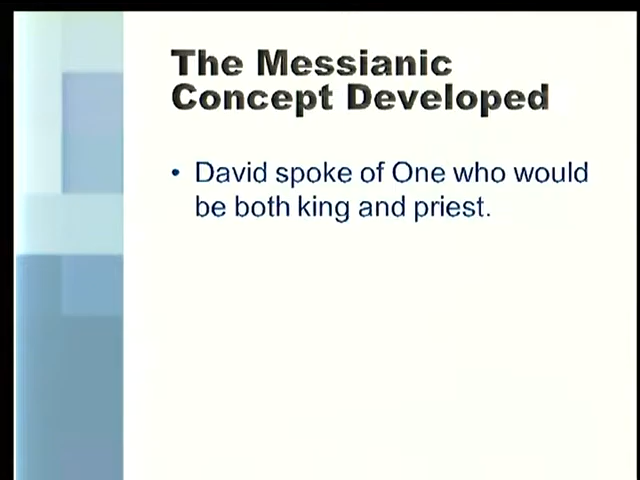 The Messianic
Concept Developed
• David spoke of One who would
be both king and priest.